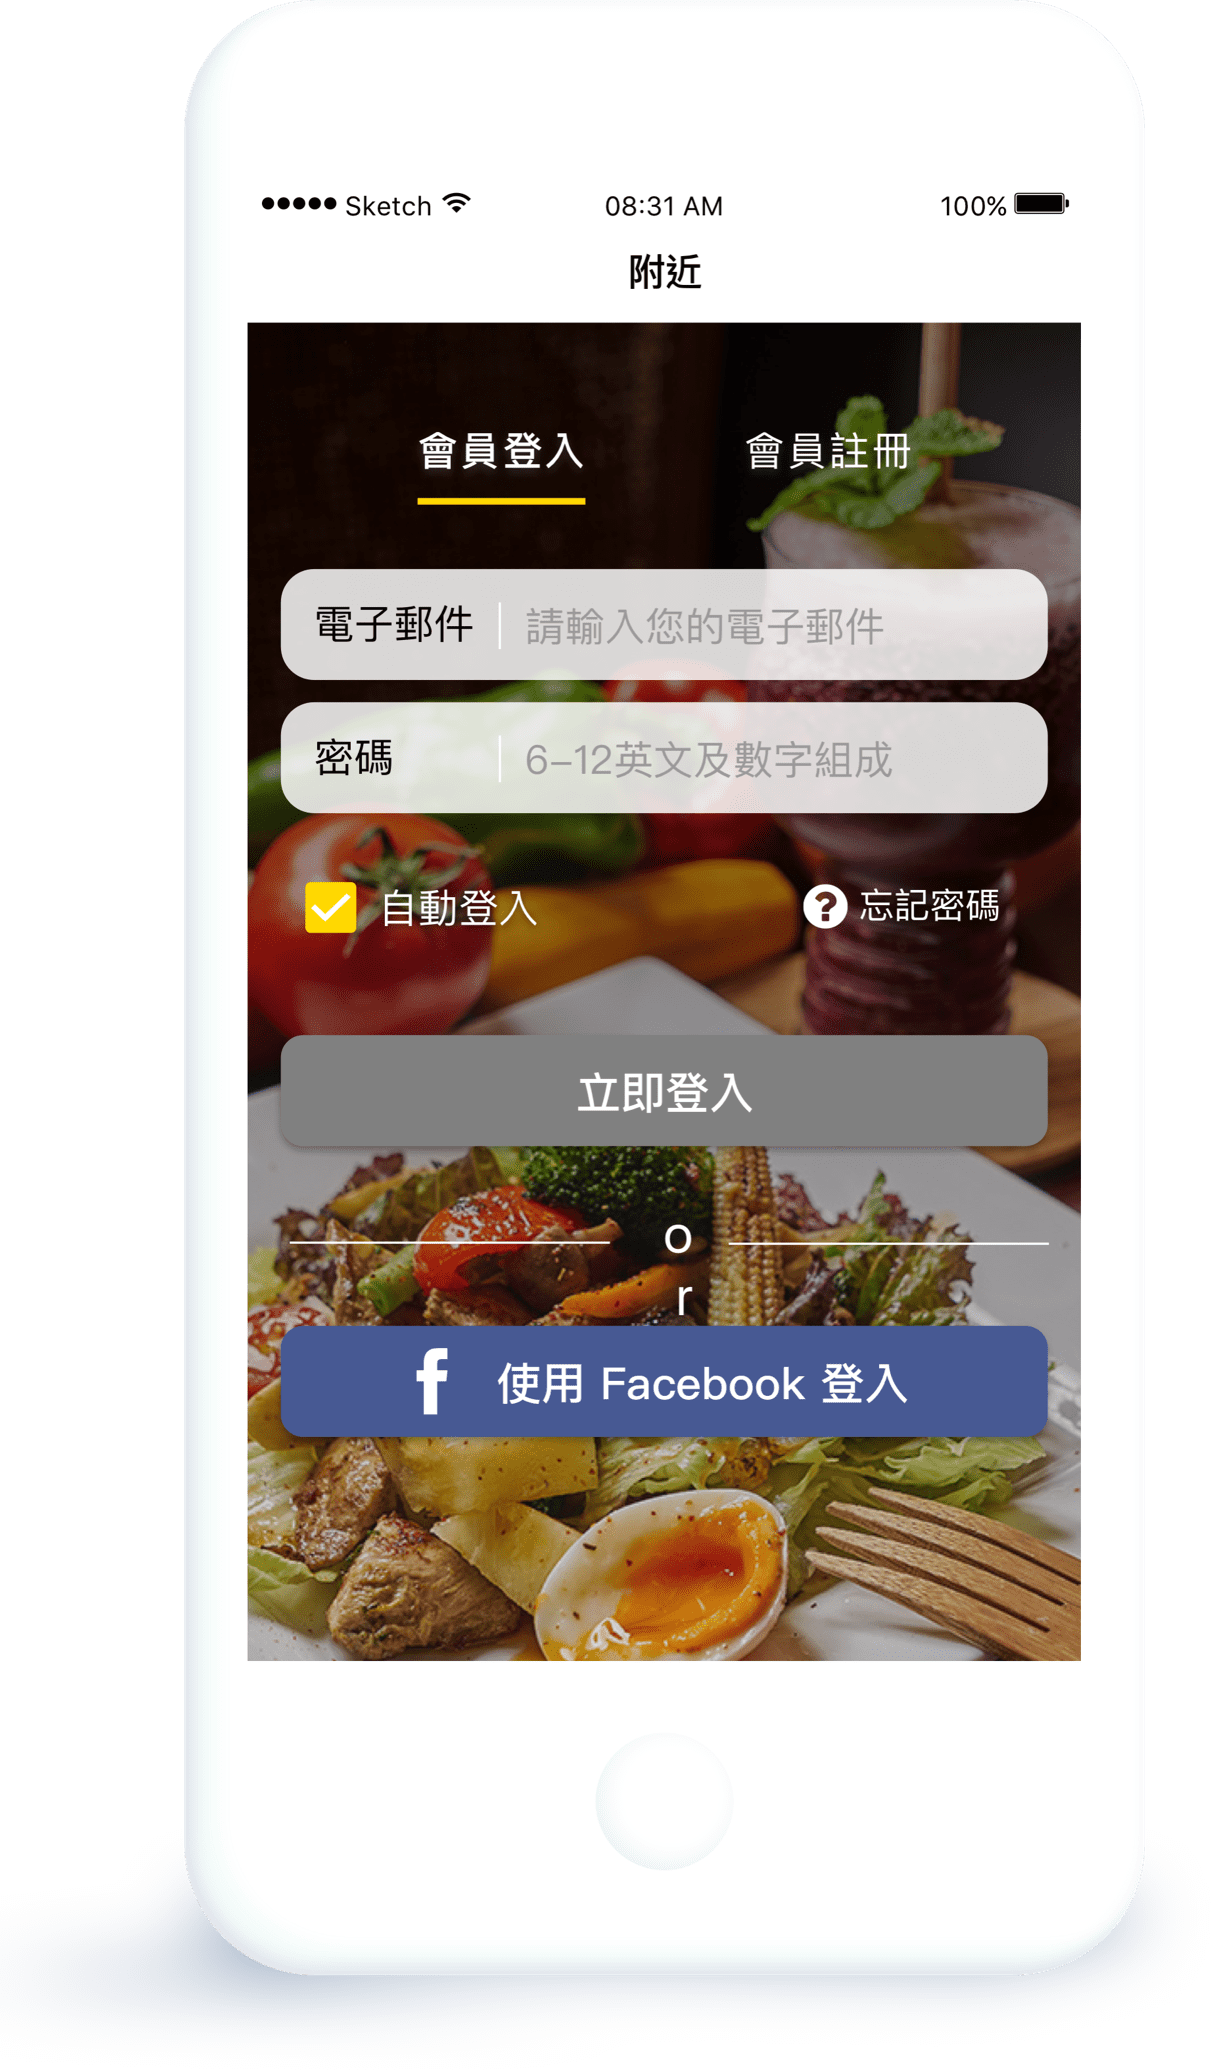 ●●●●● Sketch 08:31 AM 100%
附近
會員登入 會員註冊
電子郵件 請輸入您的電子郵件
密碼 6–12英文及數字組成
自動登入 ? 忘記密碼
立即登入
o
r
f 使用 Facebook 登入